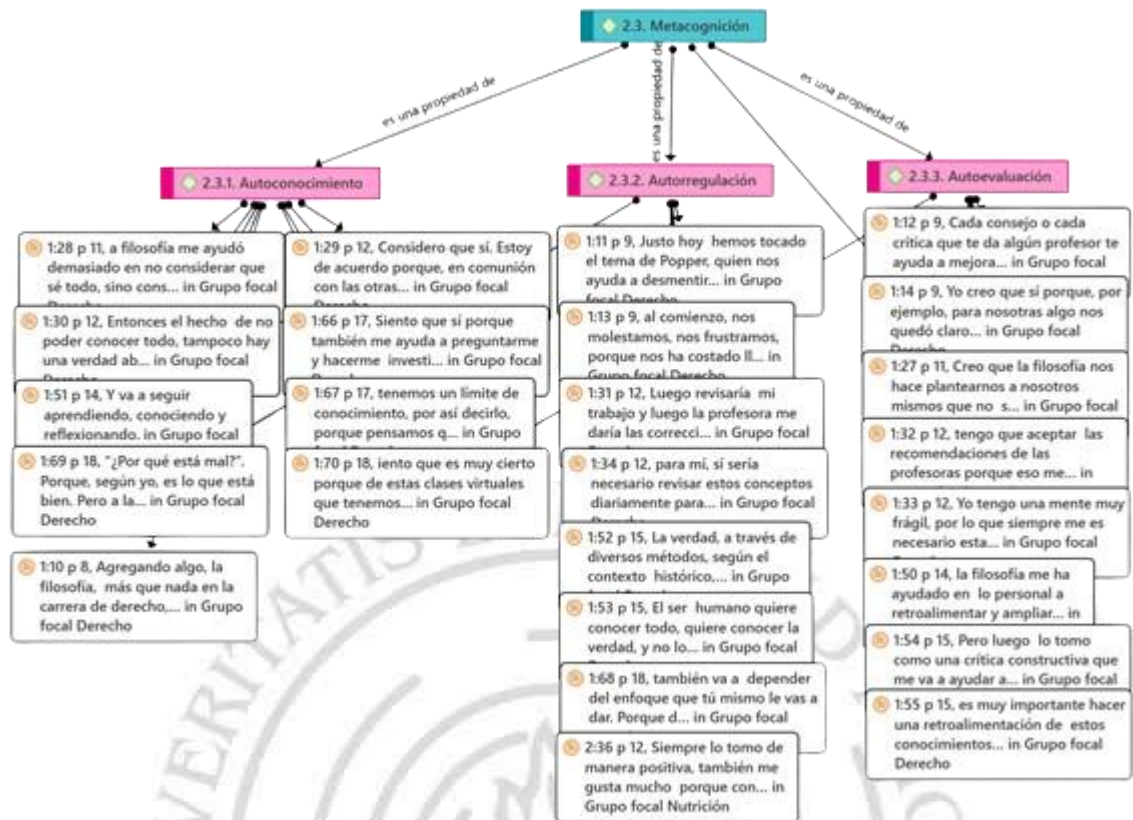 2.3. Metacognición
es una propiedad de
es una propiedad de
es una propiedad de
2.3.1. Autoconocimiento
2.3.2. Autorregulación
2.3.3. Autoevaluación
1:28 p 11, a filosofía me ayudó
demasiado en no considerar que
sé todo, sino cons... in Grupo focal
Derecho
1:30 p 12, Entonces el hecho de no
poder conocer todo, tampoco hay
una verdad ab... in Grupo focal
Derecho
1:51 p 14, Y va a seguir
aprendiendo, conociendo y
reflexionando. in Grupo focal
1:69 p 18, "¿Por qué está mal?".
Porque, según yo, es lo que está
bien. Pero a la... in Grupo focal
Derecho
1:10 p 8, Agregando algo, la
filosofía, más que nada en la
carrera de derecho,... in Grupo
focal Derecho
1:29 p 12, Considero que sí. Estoy
de acuerdo porque, en comunión
con las otras... in Grupo focal
Derecho
1:66 p 17, Siento que sí porque
también me ayuda a preguntarme
y hacerme investi... in Grupo focal
Derecho
1:67 p 17, tenemos un límite de
conocimiento, por así decirlo,
porque pensamos q... in Grupo
1:70 p 18, iento que es muy cierto
porque de estas clases virtuales
que tenemos... in Grupo focal
Derecho
1:11 p 9, Justo hoy hemos tocado
el tema de Popper, quien nos
ayuda a desmentir... in Grupo
focal Derecho
1:13 p 9, al comienzo, nos
molestamos, nos frustramos,
porque nos ha costado ll... in
Grupo focal Derecho
1:31 p 12, Luego revisaría mi
trabajo y luego la profesora me
daría las correcci... in Grupo focal
1:34 p 12, para mí, sí sería
necesario revisar estos conceptos
diariamente para... in Grupo focal
Derecho
1:52 p 15, La verdad, a través de
diversos métodos, según el
contexto histórico,... in Grupo
1:53 p 15, El ser humano quiere
conocer todo, quiere conocer la
verdad, y no lo... in Grupo focal
1:68 p 18, también va a depender
del enfoque que tú mismo le vas a
dar. Porque d... in Grupo focal
2:36 p 12, Siempre lo tomo de
manera positiva, también me
gusta mucho porque con... in
Grupo focal Nutrición
1:12 p 9, Cada consejo o cada
crítica que te da algún profesor te
ayuda a mejora... in Grupo focal
1:14 p 9, Yo creo que sí porque, por
ejemplo, para nosotras algo nos
quedó claro... in Grupo focal
Derecho
1:27 p 11, Creo que la filosofía nos
hace plantearnos a nosotros
mismos que no s... in Grupo focal
1:32 p 12, tengo que aceptar las
recomendaciones de las
profesoras porque eso me... in
1:33 p 12, Yo tengo una mente muy
frágil, por lo que siempre me es
necesario esta... in Grupo focal
1:50 p 14, la filosofía me ha
ayudado en lo personal a
retroalimentar y ampliar... in
1:54 p 15, Pero luego lo tomo
como una crítica constructiva que
me va a ayudar a... in Grupo focal
1:55 p 15, es muy importante hacer
una retroalimentación de estos
conocimientos... in Grupo focal
Derecho